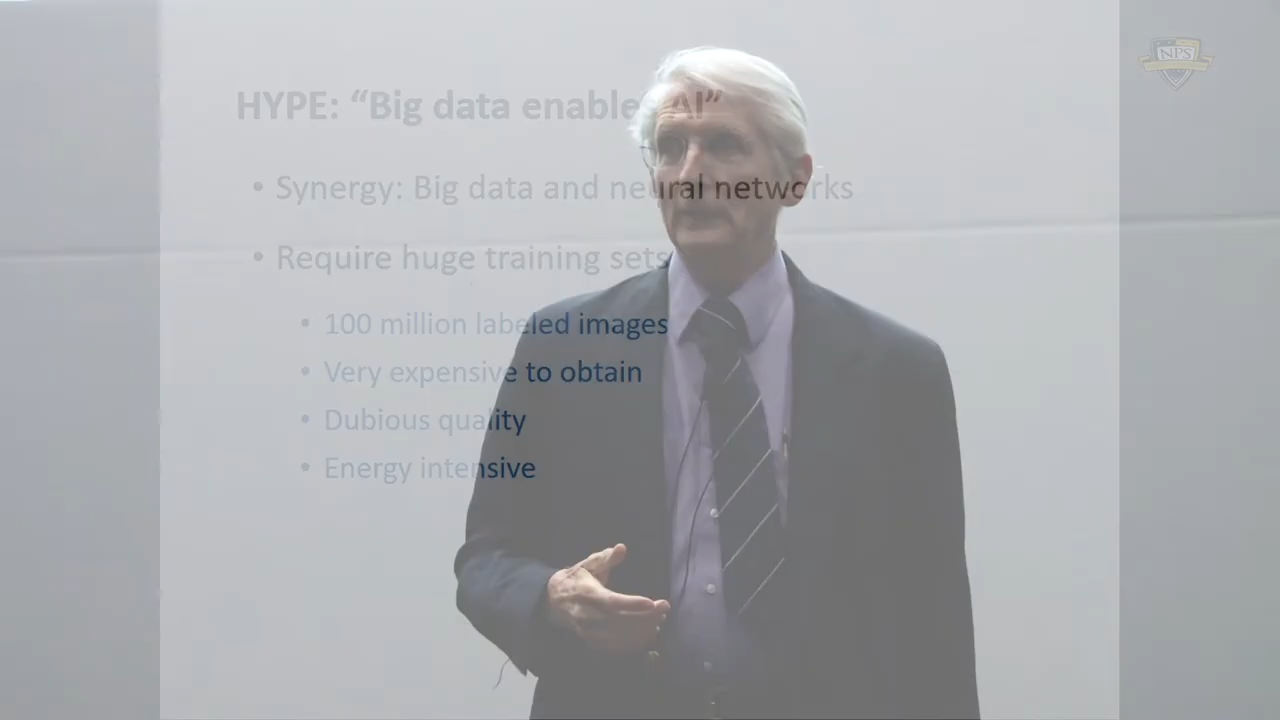 NPS
HYPE: “Big data enable AI”
• Synergy: Big data and neural networks
• Require huge training sets
• 100 million labeled images
• Very expensive to obtain
• Dubious quality
• Energy intensive